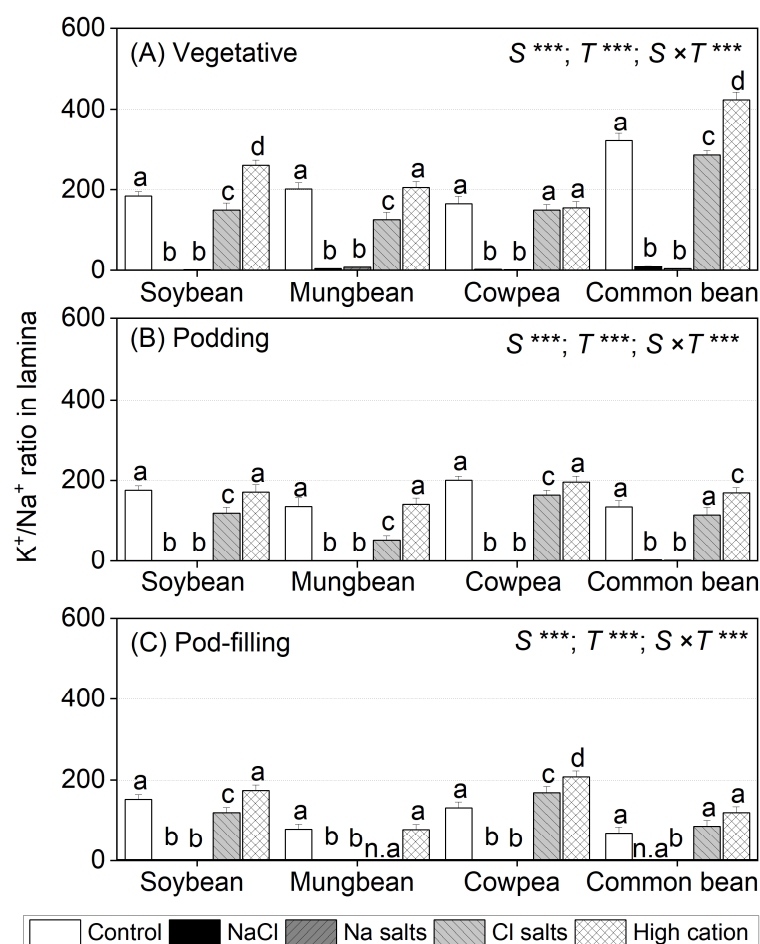 K⁺/Na⁺ ratio in lamina
600
400
200
0
(A) Vegetative
S ***; T ***; S ×T ***
a b b c d
a b b c a
a b b a a
a b b c d
Soybean Mungbean Cowpea Common bean
600
400
200
0
(B) Podding
S ***; T ***; S ×T ***
a b b c a
a b b c a
a b b c a
a b b a c
Soybean Mungbean Cowpea Common bean
600
400
200
0
(C) Pod-filling
S ***; T ***; S ×T ***
a b b c a
a b b n.a a
a b b c d
a n.a b a a
Soybean Mungbean Cowpea Common bean
Control NaCl Na salts Cl salts High cation